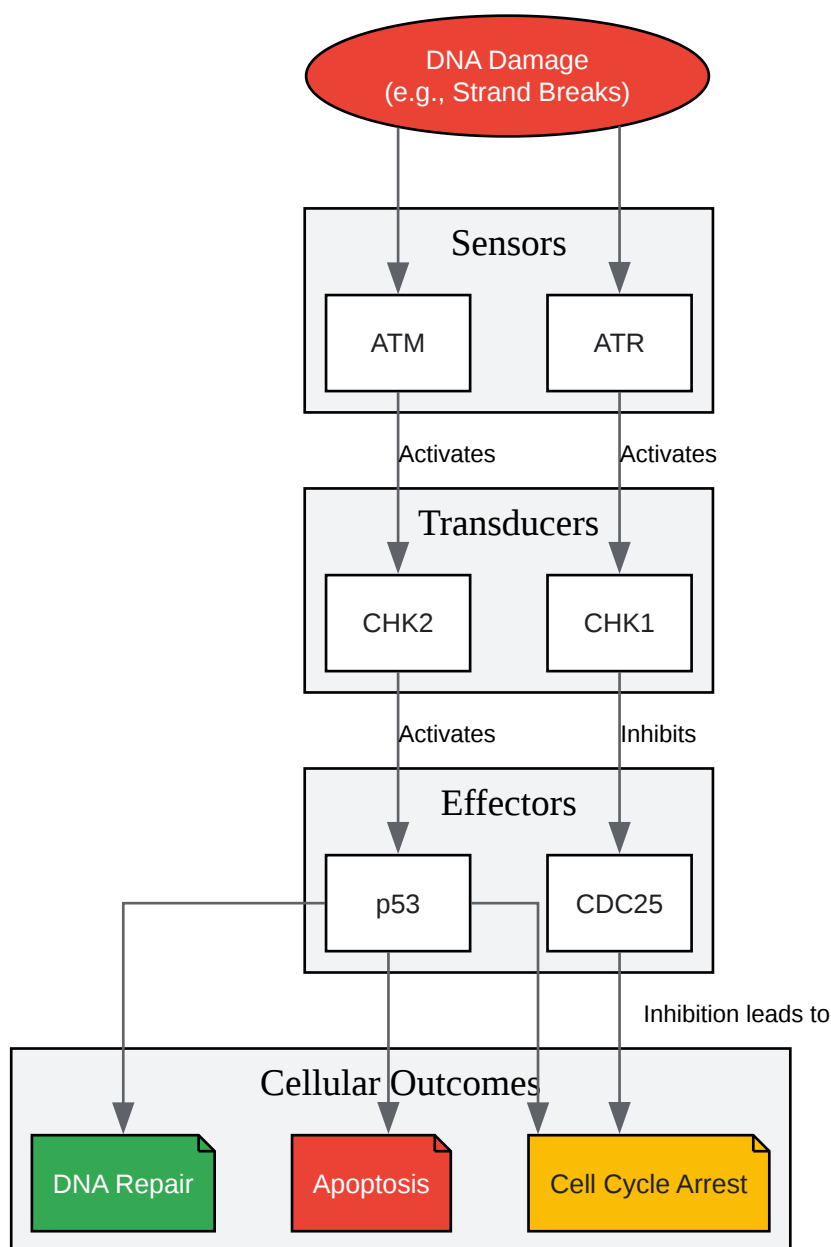 DNA Damage
(e.g., Strand Breaks)
Sensors
ATM
ATR
Activates
Activates
Transducers
CHK2
CHK1
Activates
Inhibits
Effectors
p53
CDC25
Inhibition leads to
Cellular Outcomes
DNA Repair
Apoptosis
Cell Cycle Arrest